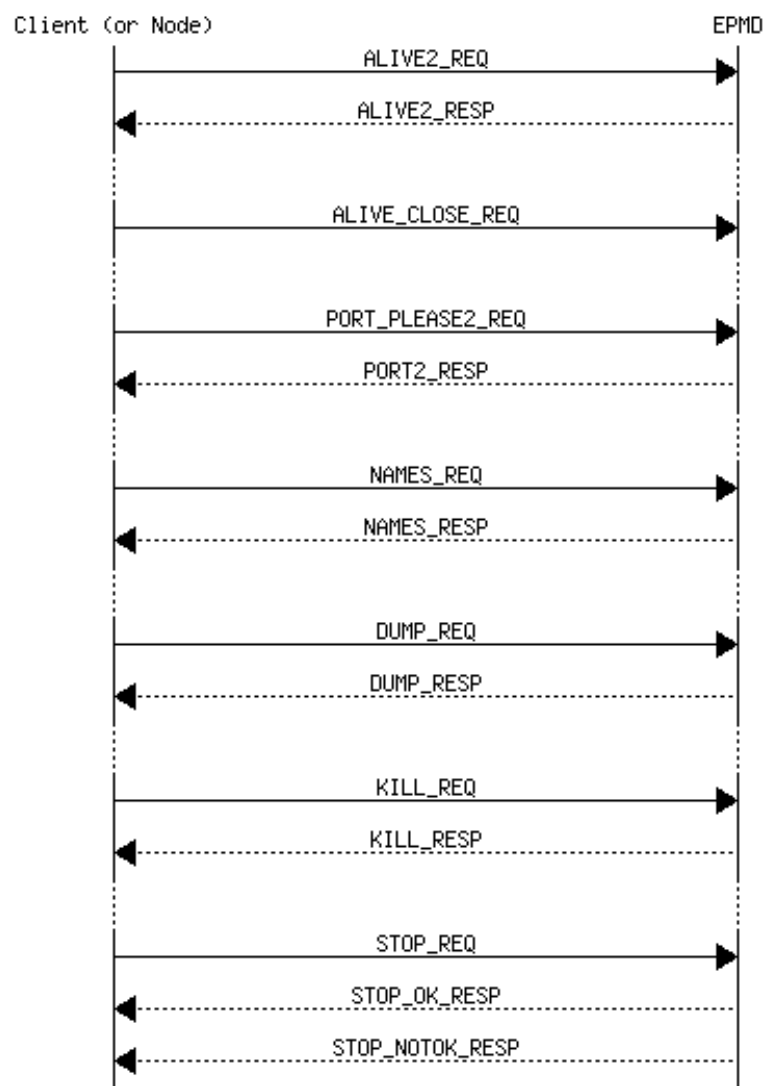 Client (or Node) EPMD
ALIVE2_REQ
ALIVE2_RESP
ALIVE_CLOSE_REQ
PORT_PLEASE2_REQ
PORT2_RESP
NAMES_REQ
NAMES_RESP
DUMP_REQ
DUMP_RESP
KILL_REQ
KILL_RESP
STOP_REQ
STOP_OK_RESP
STOP_NOTOK_RESP